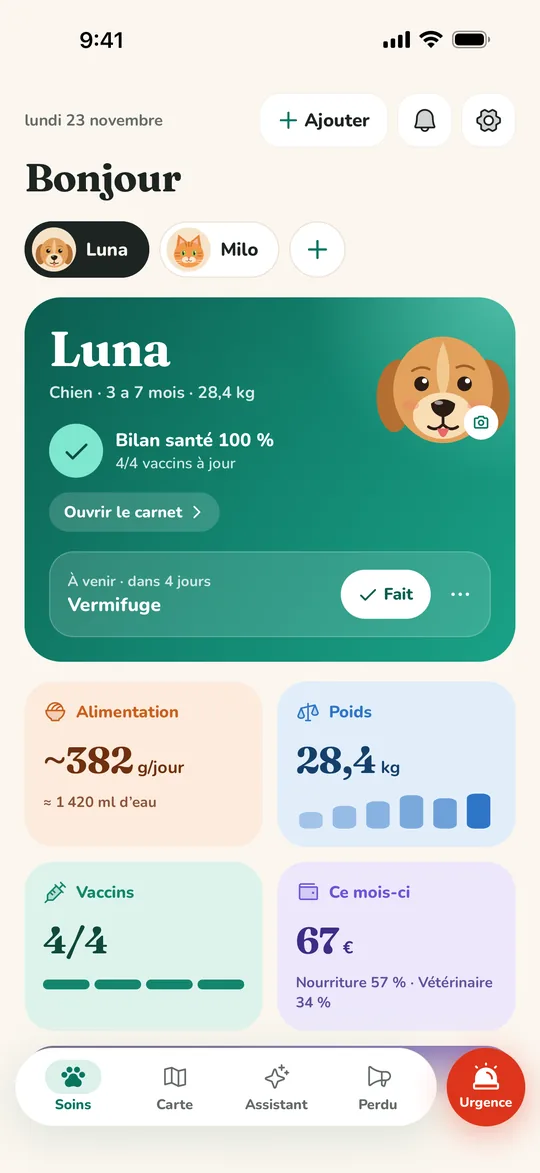 9:41
lundi 23 novembre
Ajouter
Bonjour
Luna
Milo
Luna
Chien · 3 a 7 mois · 28,4 kg
Bilan santé 100 %
4/4 vaccins à jour
Ouvrir le carnet
À venir · dans 4 jours
Vermifuge
Fait
Alimentation
~382 g/jour
≈ 1 420 ml d'eau
Poids
28,4 kg
Vaccins
4/4
Ce mois-ci
67 €
Nourriture 57 % · Vétérinaire
34 %
Soins
Carte
Assistant
Perdu
Urgence